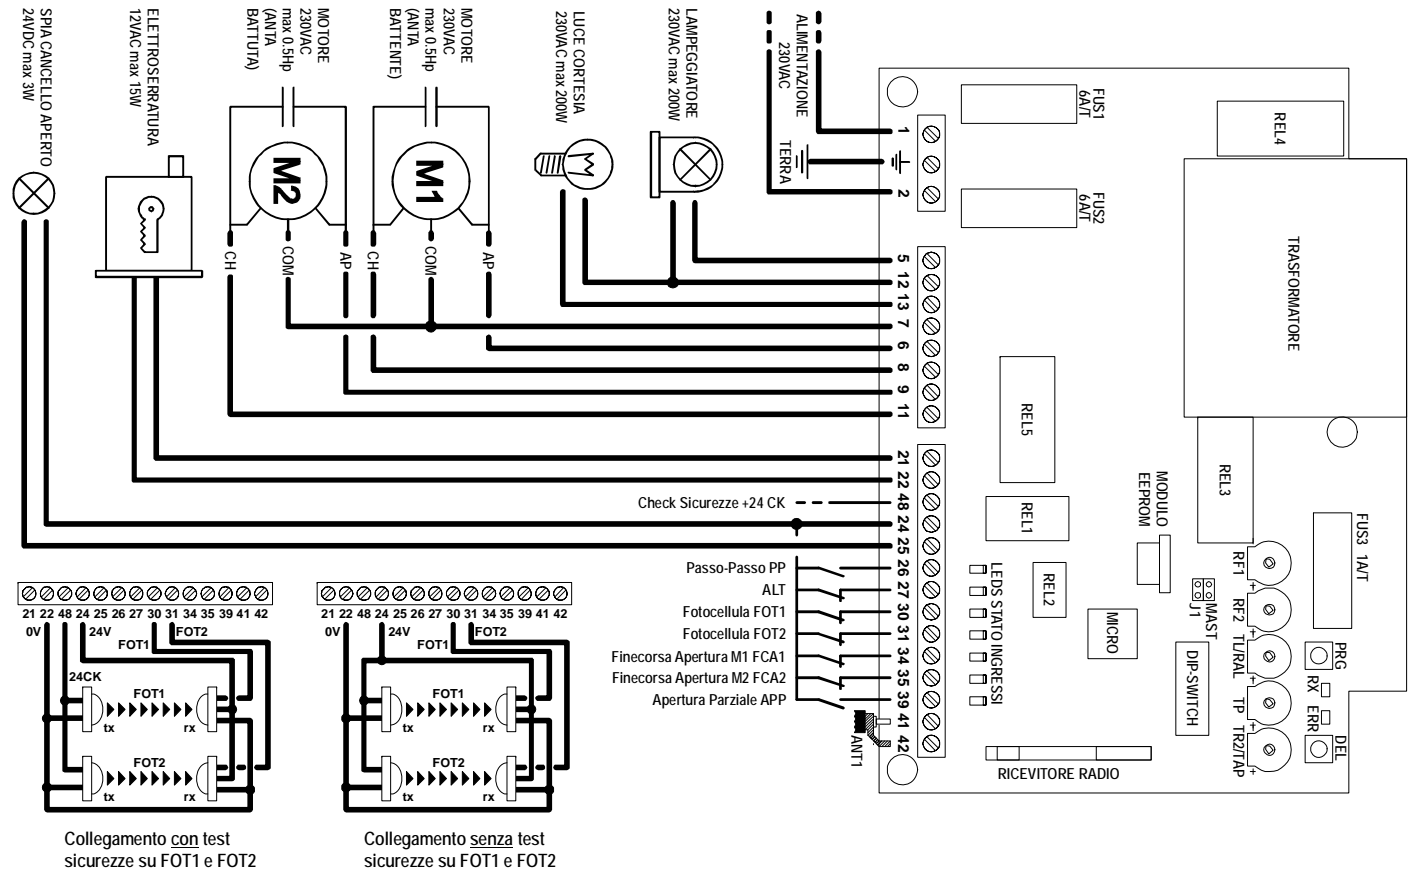 SPIA CANCELLO APERTO
24VDC max 3W
ELETTROSERRATURA
12VAC max 15W
MOTORE
230VAC
max 0.5Hp
(ANTA
BATTUTA)
MOTORE
230VAC
max 0.5Hp
(ANTA
BATTENTE)
LUCE CORTESIA
230VAC max 200W
LAMPEGGIATORE
230VAC max 200W
ALIMENTAZIONE
230VAC
TERRA
M2
M1
CH
COM
AP
CH
COM
AP
1
2
5
12
13
7
6
8
9
11
21
22
48
24
25
26
27
30
31
34
35
39
41
42
Check Sicurezze +24 CK
Passo-Passo PP
ALT
Fotocellula FOT1
Fotocellula FOT2
Finecorsa Apertura M1 FCA1
Finecorsa Apertura M2 FCA2
Apertura Parziale APP
ANT1
FUS1
6A/T
FUS2
6A/T
REL4
TRASFORMATORE
REL5
REL3
REL1
REL2
MODULO
EEPROM
FUS3 1A/T
LEDS STATO INGRESSI
MICRO
J1
MAST
DIP-SWITCH
RF1
RF2
TL/RAL
TP
TR2/TAP
+
+
+
+
+
PRG
RX
ERR
DEL
RICEVITORE RADIO
21 22 48 24 25 26 27 30 31 34 35 39 41 42
0V
24V
FOT1
FOT2
24CK
FOT1
tx
rx
FOT2
tx
rx
Collegamento con test
sicurezze su FOT1 e FOT2
21 22 48 24 25 26 27 30 31 34 35 39 41 42
0V
24V
FOT1
FOT2
FOT1
tx
rx
FOT2
tx
rx
Collegamento senza test
sicurezze su FOT1 e FOT2